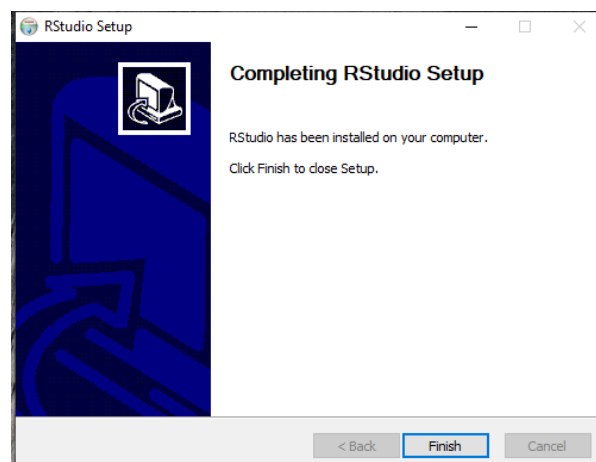 RStudio Setup
Completing RStudio Setup
RStudio has been installed on your computer.
Click Finish to close Setup.
< Back
Finish
Cancel